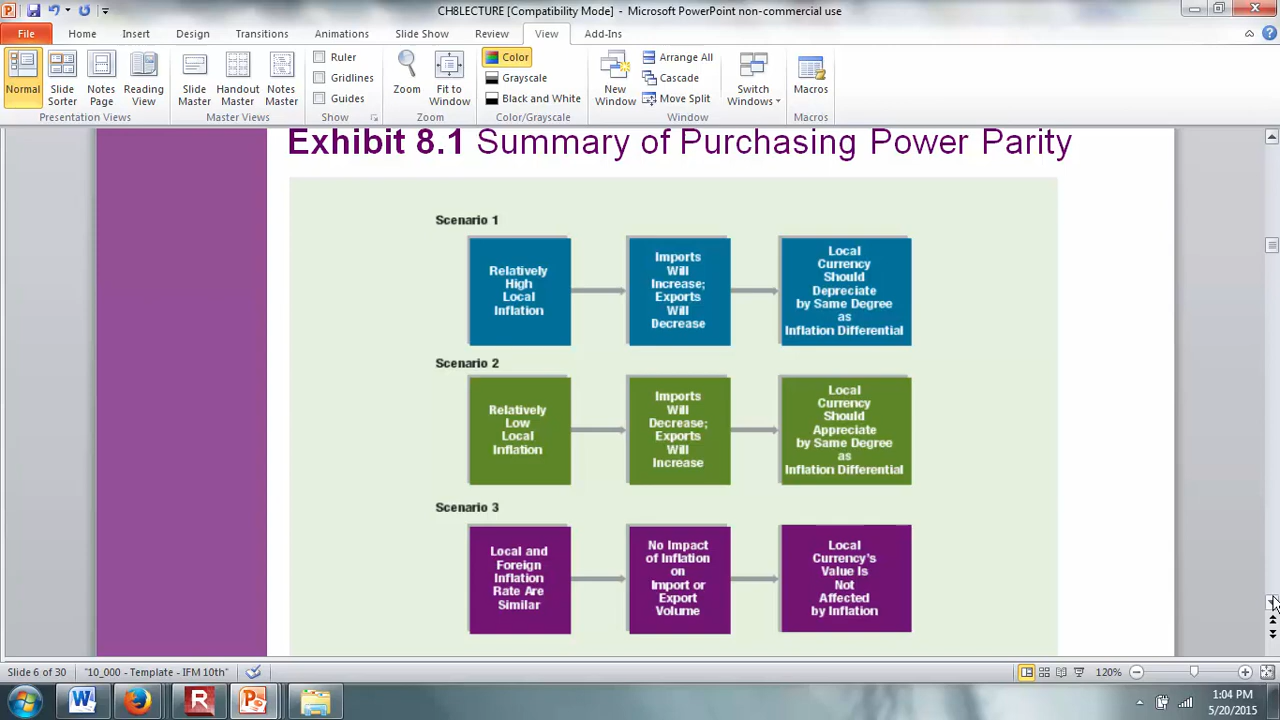 CH8LECTURE [Compatibility Mode] - Microsoft PowerPoint non-commercial use
File Home Insert Design Transitions Animations Slide Show Review View Add-Ins
Normal
Slide Sorter
Notes Page
Reading View
Presentation Views
Slide Master
Handout Master
Notes Master
Master Views
Ruler
Gridlines
Guides
Show
Zoom
Fit to Window
Zoom
Color
Grayscale
Black and White
Color/Grayscale
New Window
Arrange All
Cascade
Move Split
Switch Windows
Window
Macros
Macros
Exhibit 8.1 Summary of Purchasing Power Parity
Scenario 1
Relatively
High
Local
Inflation
Imports
Will
Increase;
Exports
Will
Decrease
Local
Currency
Should
Depreciate
by Same Degree
as
Inflation Differential
Scenario 2
Relatively
Low
Local
Inflation
Imports
Will
Decrease;
Exports
Will
Increase
Local
Currency
Should
Appreciate
by Same Degree
as
Inflation Differential
Scenario 3
Local and
Foreign
Inflation
Rate Are
Similar
No Impact
of Inflation
on
Import or
Export
Volume
Local
Currency's
Value Is
Not
Affected
by Inflation
Slide 6 of 30 "10_000 - Template - IFM 10th" 120%
1:04 PM
5/20/2015